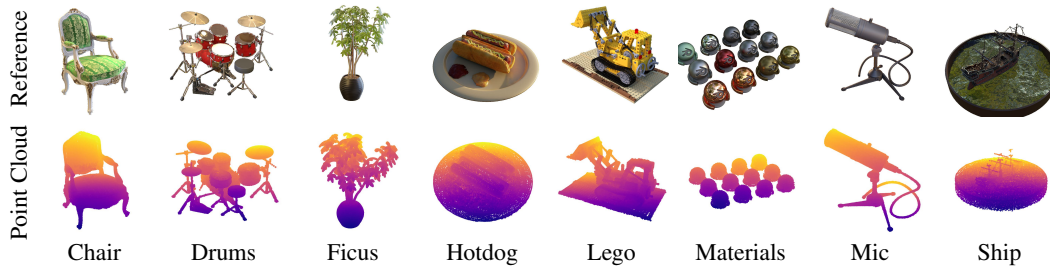 Reference
Point Cloud
Chair Drums Ficus Hotdog Lego Materials Mic Ship